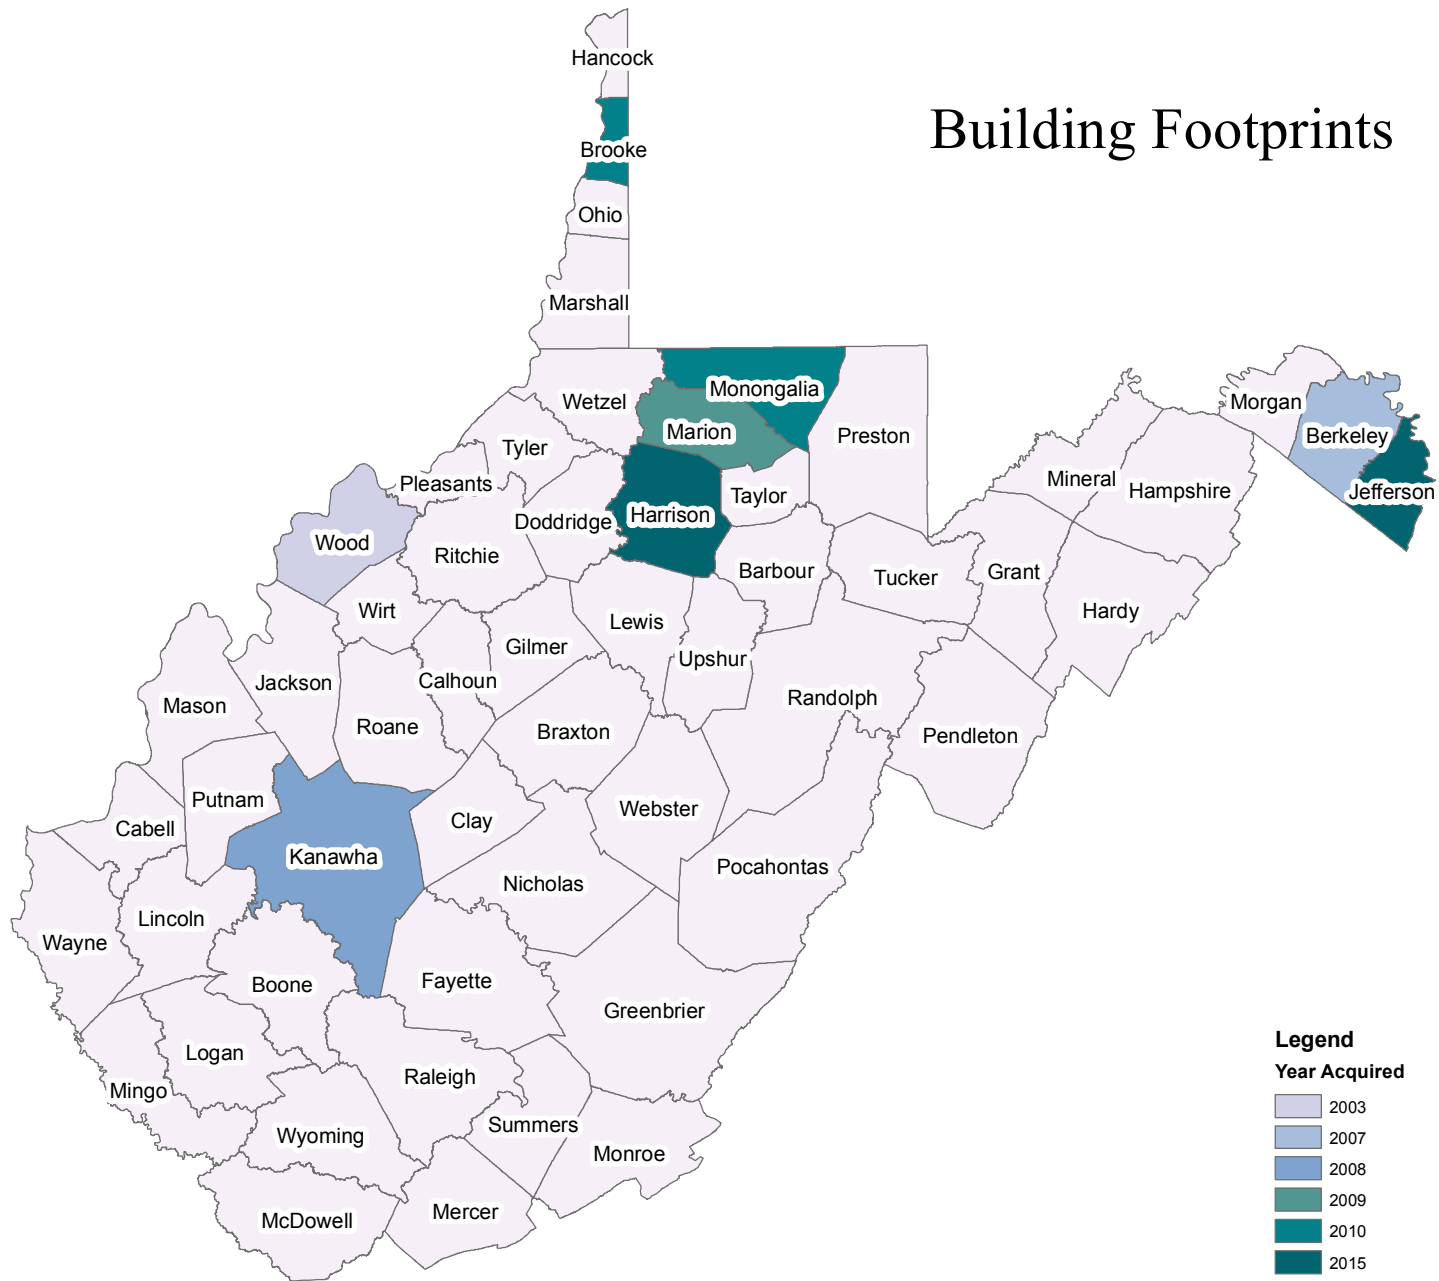 Hancock
Building Footprints
Brooke
Ohio
Marshall
Monongalia
Wetzel
Morgan
Marion
Preston
Berkeley
Tyler
Mineral
Pleasants
Hampshire
Jefferson
Taylor
Harrison
Doddridge
Wood
Ritchie
Barbour
Grant
Tucker
Wirt
Hardy
Lewis
Gilmer
Upshur
Calhoun
Jackson
Randolph
Mason
Roane
Braxton
Pendleton
Putnam
Webster
Clay
Cabell
Kanawha
Pocahontas
Nicholas
Lincoln
Wayne
Fayette
Boone
Greenbrier
Legend
Logan
Year Acquired
Raleigh
Mingo
2003
Summers
Wyoming
2007
Monroe
2008
2009
Mercer
McDowell
2010
2015